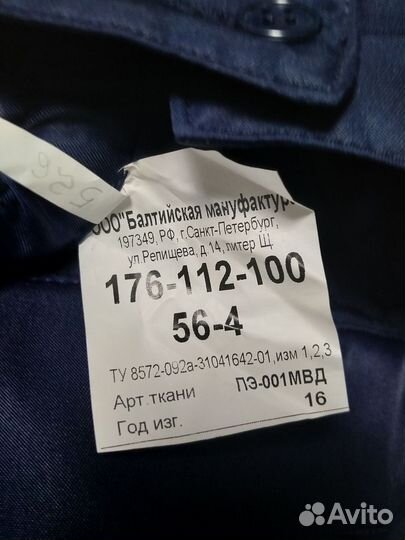 ООО"Балтийская мануфактура
197349, РФ, г.Санкт-Петербург,
ул.Репищева, д.14, литер Щ.
176-112-100
56-4
ТУ 8572-092а-31041642-01,изм 1,2,3
Арт.ткани ПЭ-001МВД
Год изг. 16
Avito